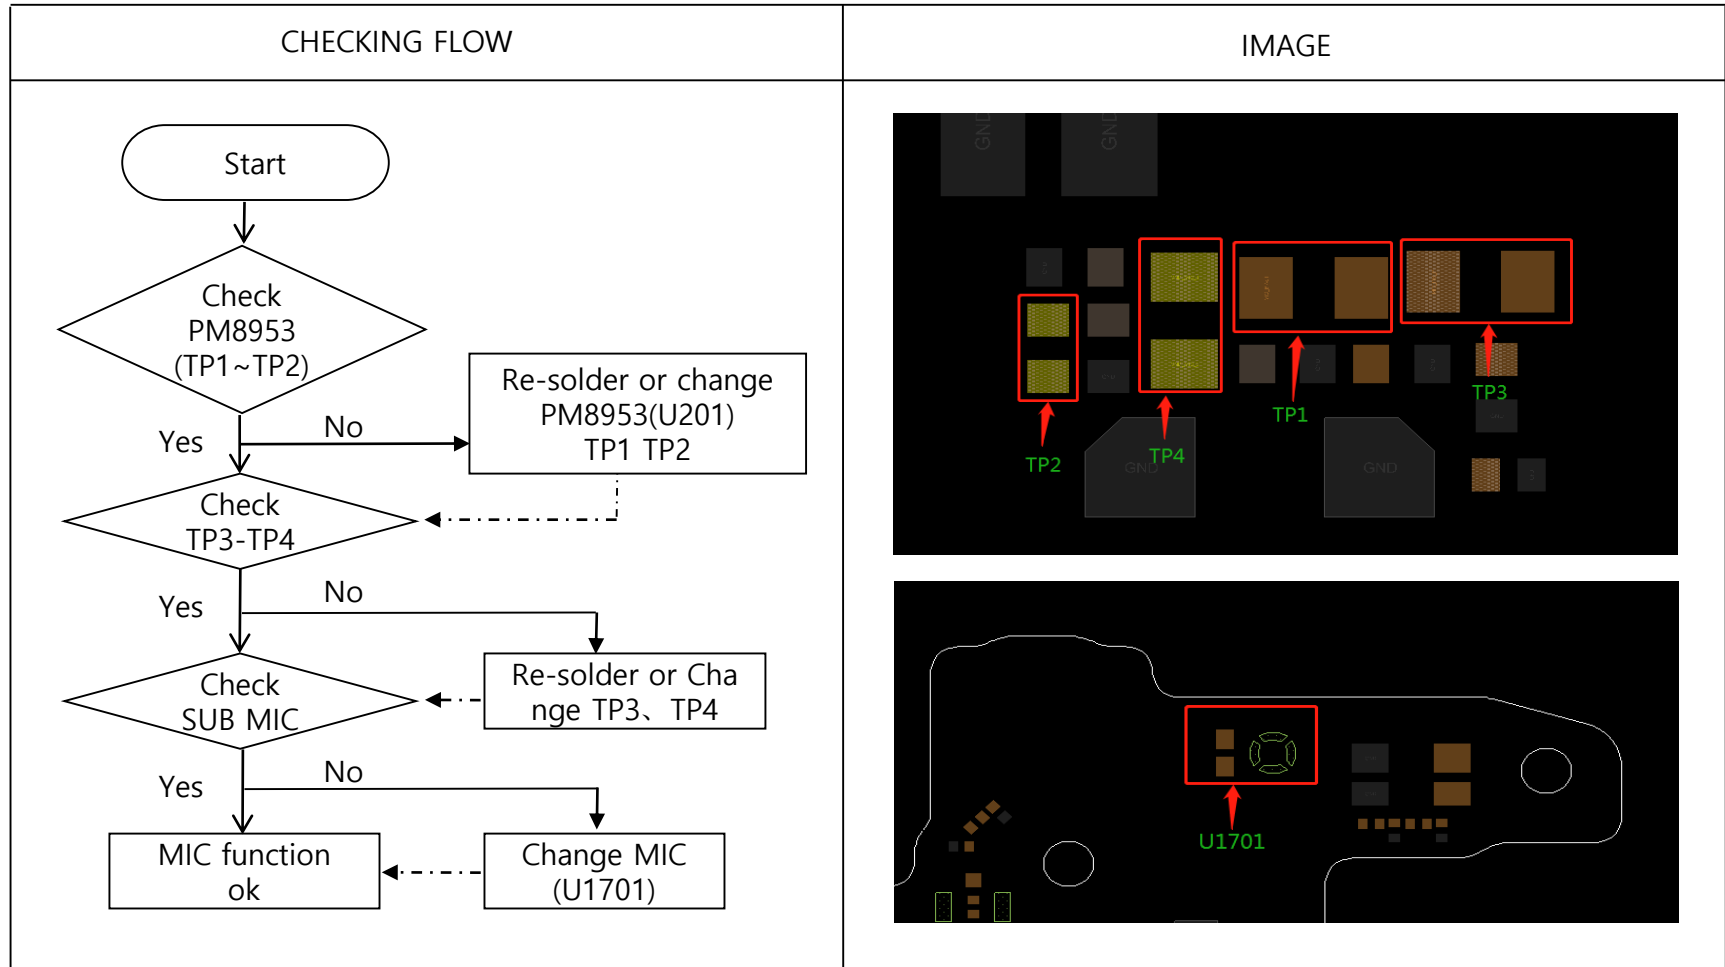 CHECKING FLOW
IMAGE
Start
Check
PM8953
(TP1~TP2)
Yes
No
Re-solder or change
PM8953(U201)
TP1 TP2
Check
TP3-TP4
Yes
No
Re-solder or Cha
nge TP3、TP4
Check
SUB MIC
Yes
No
MIC function
ok
Change MIC
(U1701)
GND
GND
TP2
TP4
TP1
TP3
GND
GND
U1701